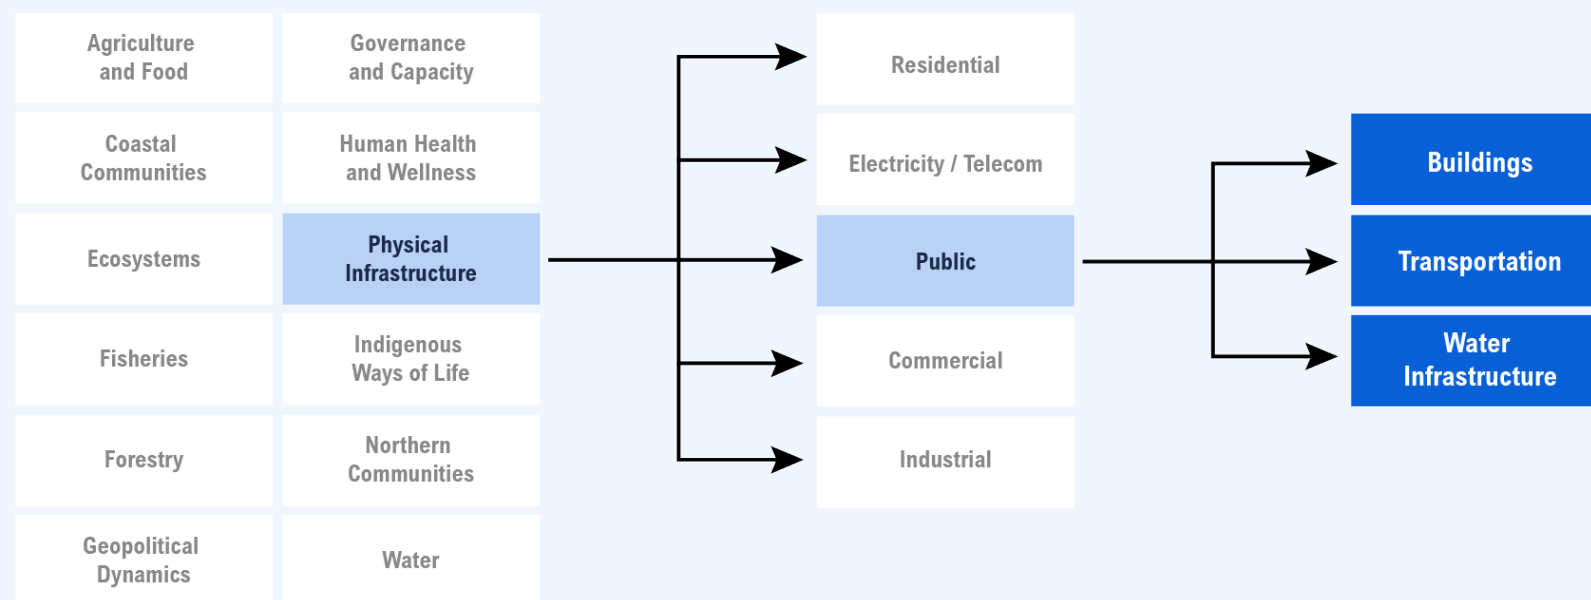 Agriculture
and Food
Governance
and Capacity
Coastal
Communities
Human Health
and Wellness
Ecosystems
Physical
Infrastructure
Fisheries
Indigenous
Ways of Life
Forestry
Northern
Communities
Geopolitical
Dynamics
Water
Residential
Electricity / Telecom
Public
Commercial
Industrial
Buildings
Transportation
Water
Infrastructure